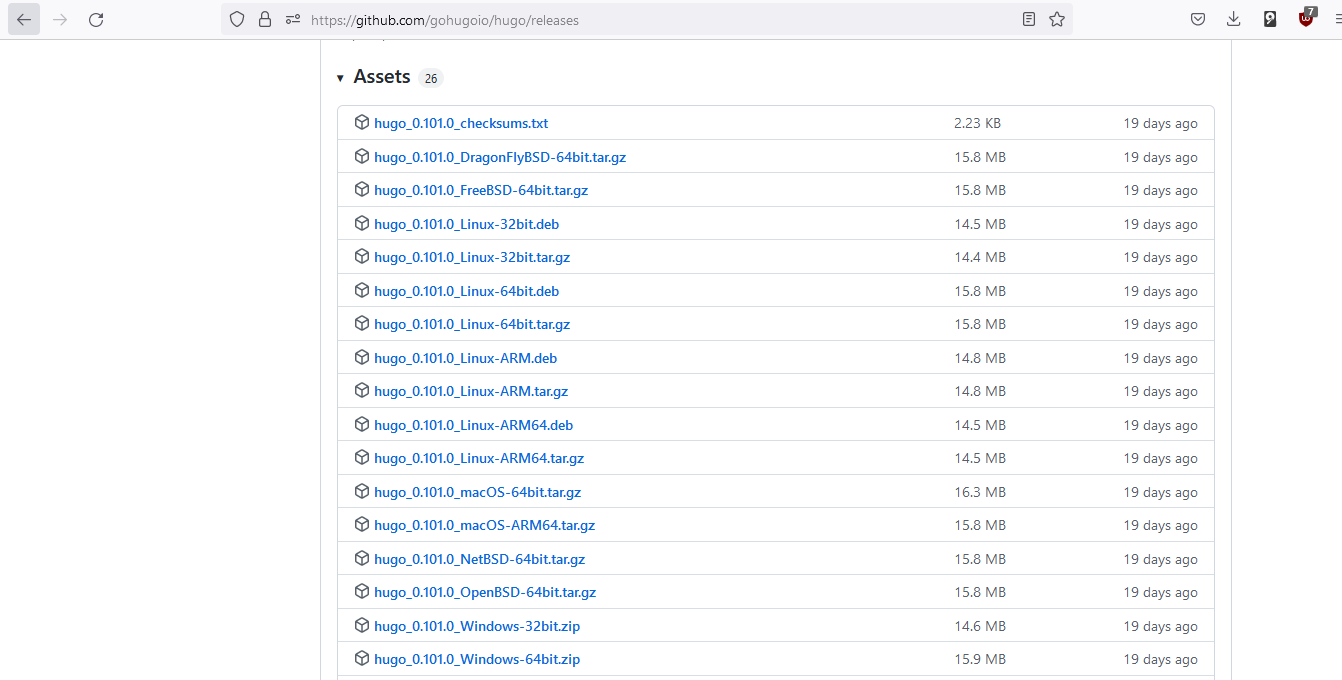 https://github.com/gohugoio/hugo/releases
7
Assets 26
hugo_0.101.0_checksums.txt 2.23 KB 19 days ago
hugo_0.101.0_DragonFlyBSD-64bit.tar.gz 15.8 MB 19 days ago
hugo_0.101.0_FreeBSD-64bit.tar.gz 15.8 MB 19 days ago
hugo_0.101.0_Linux-32bit.deb 14.5 MB 19 days ago
hugo_0.101.0_Linux-32bit.tar.gz 14.4 MB 19 days ago
hugo_0.101.0_Linux-64bit.deb 15.8 MB 19 days ago
hugo_0.101.0_Linux-64bit.tar.gz 15.8 MB 19 days ago
hugo_0.101.0_Linux-ARM.deb 14.8 MB 19 days ago
hugo_0.101.0_Linux-ARM.tar.gz 14.8 MB 19 days ago
hugo_0.101.0_Linux-ARM64.deb 14.5 MB 19 days ago
hugo_0.101.0_Linux-ARM64.tar.gz 14.5 MB 19 days ago
hugo_0.101.0_macOS-64bit.tar.gz 16.3 MB 19 days ago
hugo_0.101.0_macOS-ARM64.tar.gz 15.8 MB 19 days ago
hugo_0.101.0_NetBSD-64bit.tar.gz 15.8 MB 19 days ago
hugo_0.101.0_OpenBSD-64bit.tar.gz 15.8 MB 19 days ago
hugo_0.101.0_Windows-32bit.zip 14.6 MB 19 days ago
hugo_0.101.0_Windows-64bit.zip 15.9 MB 19 days ago